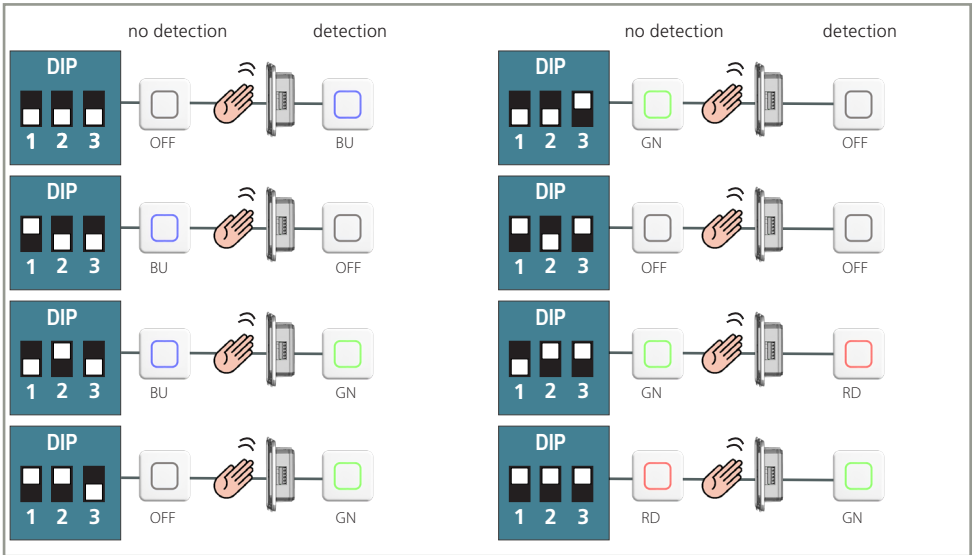 no detection detection
DIP
1 2 3
OFF BU
DIP
1 2 3
BU OFF
DIP
1 2 3
BU GN
DIP
1 2 3
OFF GN
no detection detection
DIP
1 2 3
GN OFF
DIP
1 2 3
OFF OFF
DIP
1 2 3
GN RD
DIP
1 2 3
RD GN